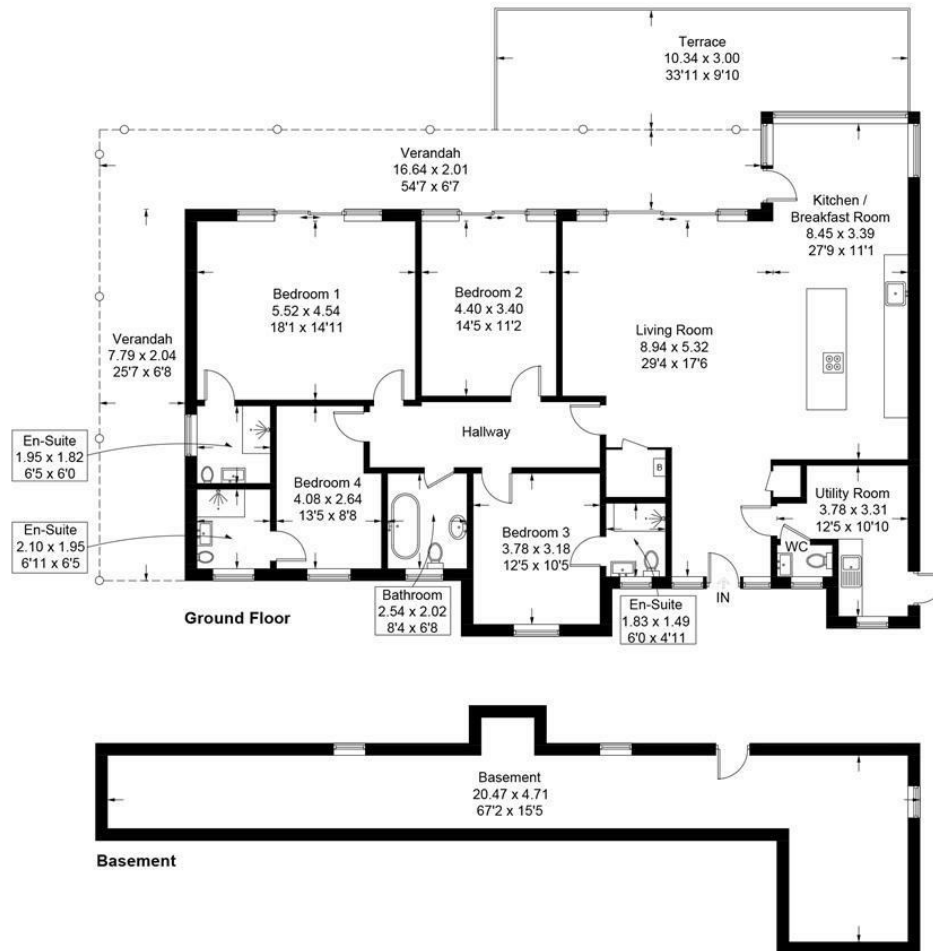 Terrace
10.34 x 3.00
33'11 x 9'10
Verandah
16.64 x 2.01
54'7 x 6'7
Kitchen /
Breakfast Room
8.45 x 3.39
27'9 x 11'1
Bedroom 1
5.52 x 4.54
18'1 x 14'11
Bedroom 2
4.40 x 3.40
14'5 x 11'2
Living Room
8.94 x 5.32
29'4 x 17'6
Verandah
7.79 x 2.04
25'7 x 6'8
Hallway
En-Suite
1.95 x 1.82
6'5 x 6'0
B
Bedroom 4
4.08 x 2.64
13'5 x 8'8
Utility Room
3.78 x 3.31
12'5 x 10'10
En-Suite
2.10 x 1.95
6'11 x 6'5
Bedroom 3
3.78 x 3.18
12'5 x 10'5
WC
Bathroom
2.54 x 2.02
8'4 x 6'8
IN
En-Suite
1.83 x 1.49
6'0 x 4'11
Ground Floor
Basement
20.47 x 4.71
67'2 x 15'5
Basement